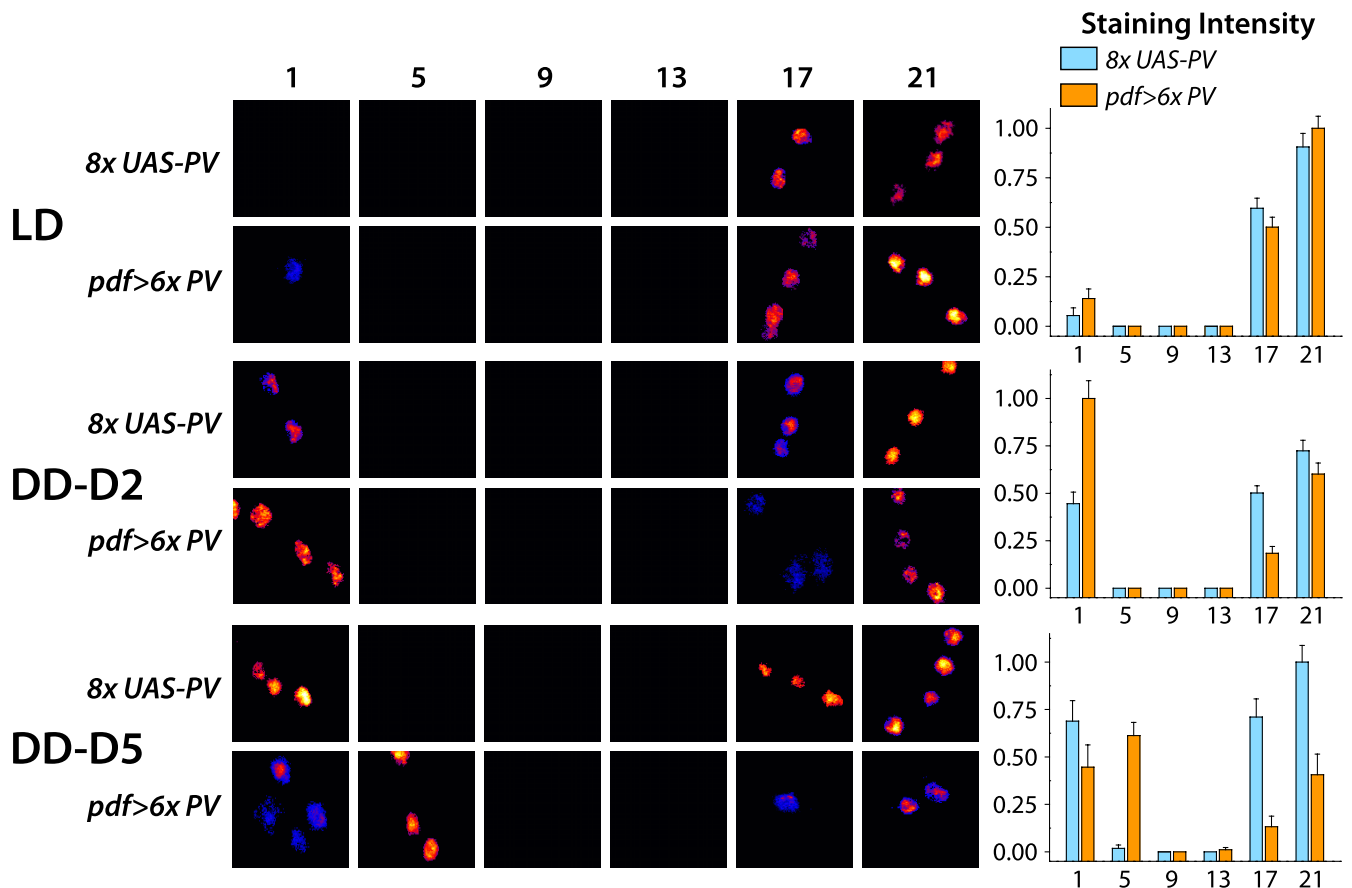 Staining Intensity
8x UAS-PV
pdf>6x PV
1 5 9 13 17 21
LD
8x UAS-PV
pdf>6x PV
1.00
0.75
0.50
0.25
0.00
1 5 9 13 17 21
DD-D2
8x UAS-PV
pdf>6x PV
1.00
0.75
0.50
0.25
0.00
1 5 9 13 17 21
DD-D5
8x UAS-PV
pdf>6x PV
1.00
0.75
0.50
0.25
0.00
1 5 9 13 17 21